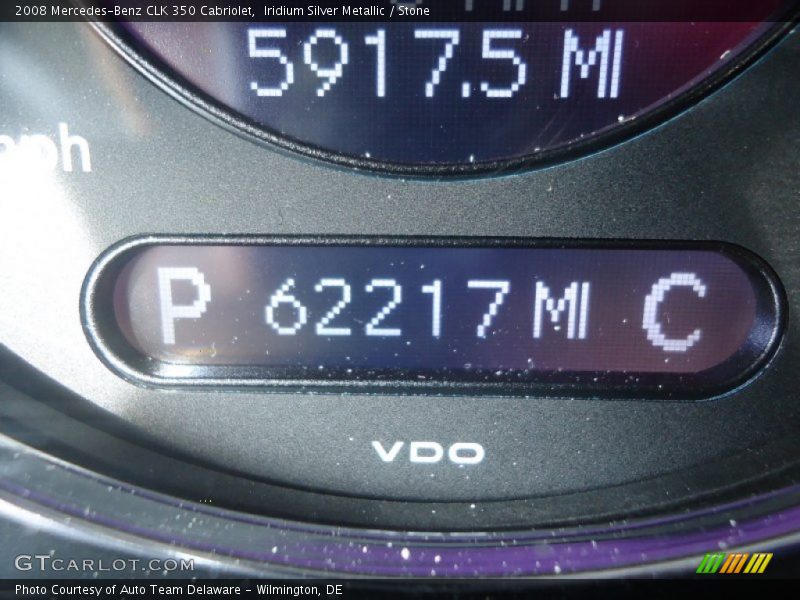 2008 Mercedes-Benz CLK 350 Cabriolet,  Iridium Silver Metallic / Stone
5917.5 MI
mph
P 62217 MI C
VDO
GTCARLOT.COM
Photo Courtesy of Auto Team Delaware - Wilmington, DE